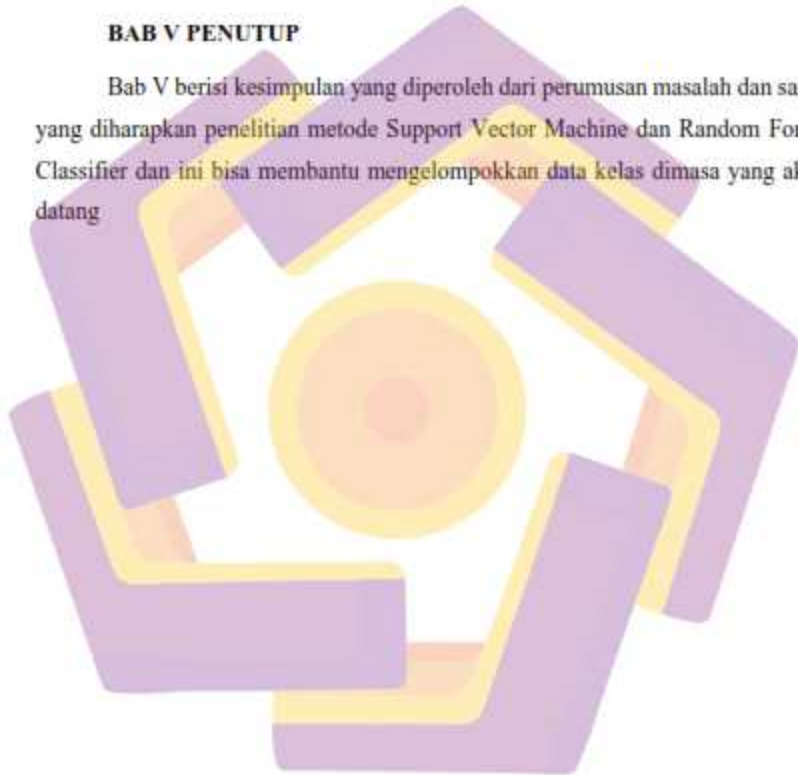 BAB V PENUTUP
Bab V berisi kesimpulan yang diperoleh dari perumusan masalah dan
yang diharapkan penelitian metode Support Vector Machine dan Random
Classifier dan ini bisa membantu mengelompokkan data kelas dimasa yang
datang